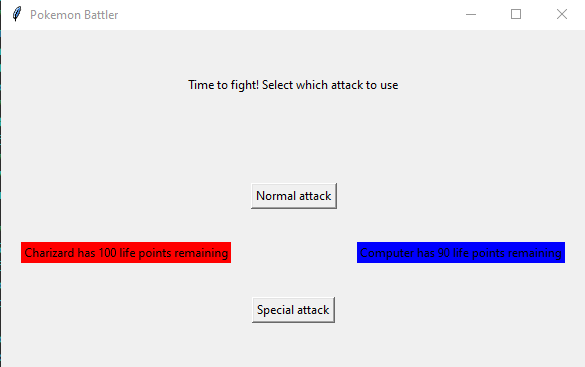 Pokemon Battler
Time to fight! Select which attack to use
Normal attack
Charizard has 100 life points remaining
Computer has 90 life points remaining
Special attack